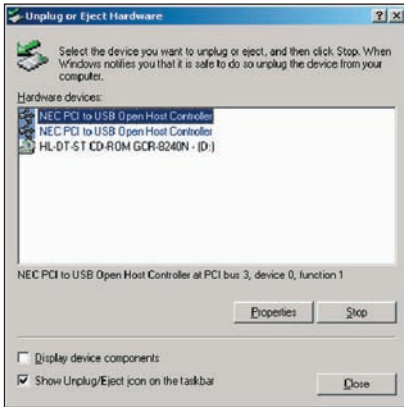 Unplug or Eject Hardware
Select the device you want to unplug or eject, and then click Stop. When
Windows notifies you that it is safe to do so unplug the device from your
computer.
Hardware devices:
NEC PCI to USB Open Host Controller
NEC PCI to USB Open Host Controller
HL-DT-ST CD-ROM GCR-8240N - (D:)
NEC PCI to USB Open Host Controller at PCI bus 3, device 0, function 1
Properties
Stop
Display device components
Show Unplug/Eject icon on the taskbar
Close